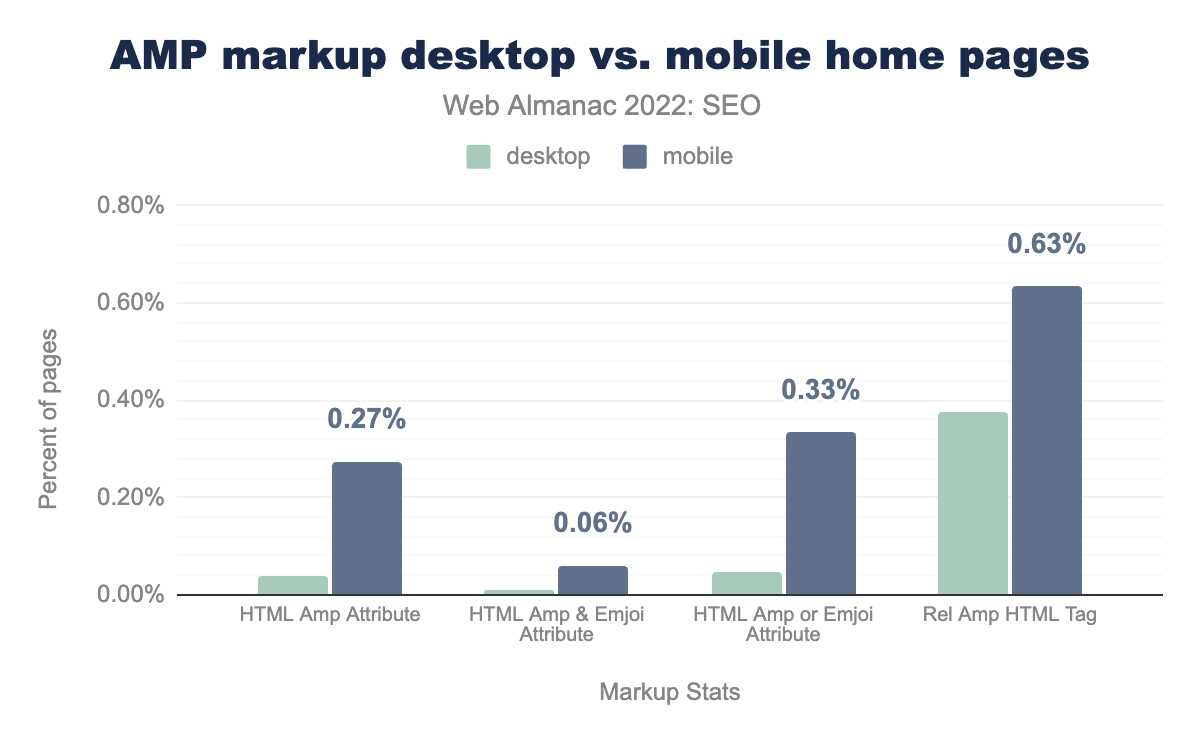 AMP markup desktop vs. mobile home pages
Web Almanac 2022: SEO
desktop
mobile
0.80%
0.60%
0.40%
0.20%
0.00%
Percent of pages
0.27%
0.06%
0.33%
0.63%
HTML Amp Attribute
HTML Amp & Emjoi
Attribute
HTML Amp or Emjoi
Attribute
Rel Amp HTML Tag
Markup Stats